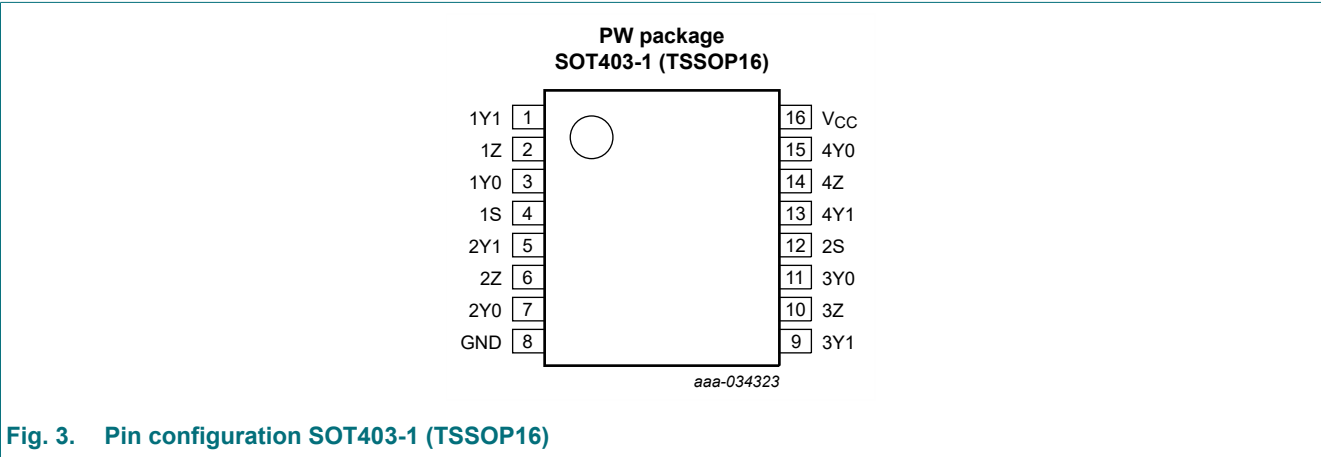 PW package
SOT403-1 (TSSOP16)
1Y1 1 16 VCC
1Z 2 15 4Y0
1Y0 3 14 4Z
1S 4 13 4Y1
2Y1 5 12 2S
2Z 6 11 3Y0
2Y0 7 10 3Z
GND 8 9 3Y1
aaa-034323
Fig. 3. Pin configuration SOT403-1 (TSSOP16)